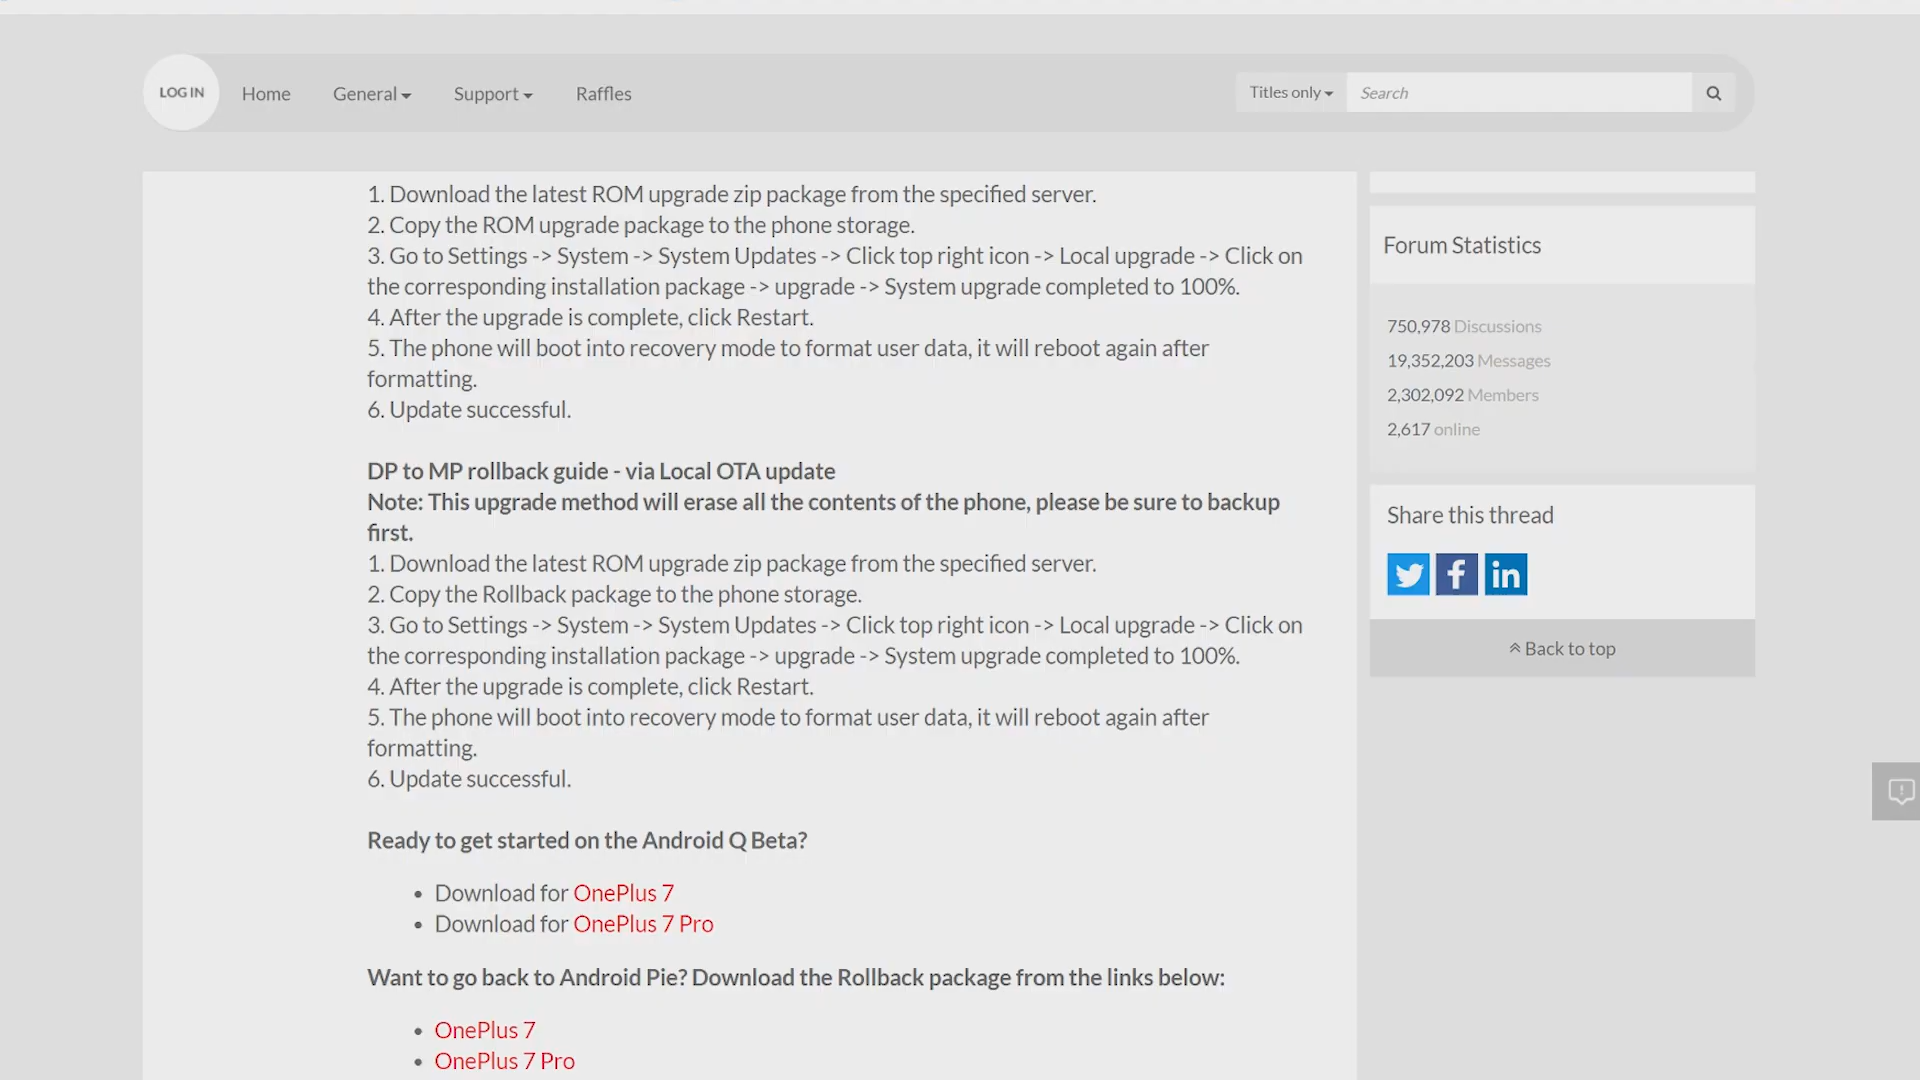 LOG IN
Home
General
Support
Raffles
Titles only
Search
1. Download the latest ROM upgrade zip package from the specified server.
2. Copy the ROM upgrade package to the phone storage.
3. Go to Settings -> System -> System Updates -> Click top right icon -> Local upgrade -> Click on
the corresponding installation package -> upgrade -> System upgrade completed to 100%.
4. After the upgrade is complete, click Restart.
5. The phone will boot into recovery mode to format user data, it will reboot again after
formatting.
6. Update successful.
DP to MP rollback guide - via Local OTA update
Note: This upgrade method will erase all the contents of the phone, please be sure to backup
first.
1. Download the latest ROM upgrade zip package from the specified server.
2. Copy the Rollback package to the phone storage.
3. Go to Settings -> System -> System Updates -> Click top right icon -> Local upgrade -> Click on
the corresponding installation package -> upgrade -> System upgrade completed to 100%.
4. After the upgrade is complete, click Restart.
5. The phone will boot into recovery mode to format user data, it will reboot again after
formatting.
6. Update successful.
Ready to get started on the Android Q Beta?
• Download for OnePlus 7
• Download for OnePlus 7 Pro
Want to go back to Android Pie? Download the Rollback package from the links below:
• OnePlus 7
• OnePlus 7 Pro
Forum Statistics
750,978 Discussions
19,352,203 Messages
2,302,092 Members
2,617 online
Share this thread
Back to top